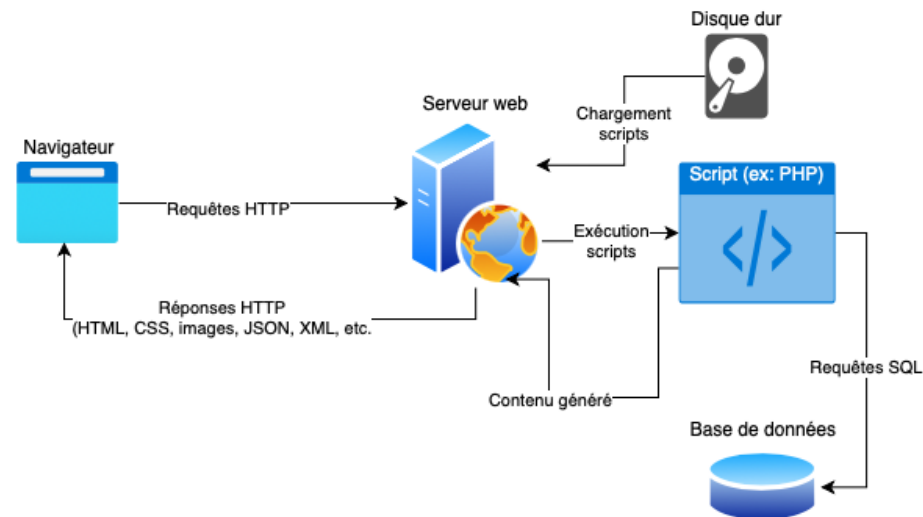 Disque dur
Serveur web
Chargement
scripts
Navigateur
Script (ex: PHP)
Requêtes HTTP
Exécution
scripts
</>
Réponses HTTP
(HTML, CSS, images, JSON, XML, etc.
Requêtes SQL
Contenu généré
Base de données